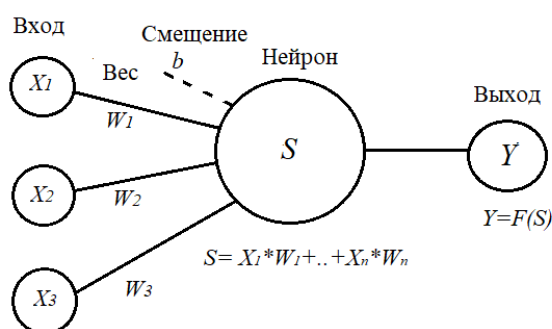 Вход
Смещение
Нейрон
b
Вес
X1
W1
Выход
S
Y
X2
W2
Y=F(S)
S= X1*W1+..+Xn*Wn
W3
X3